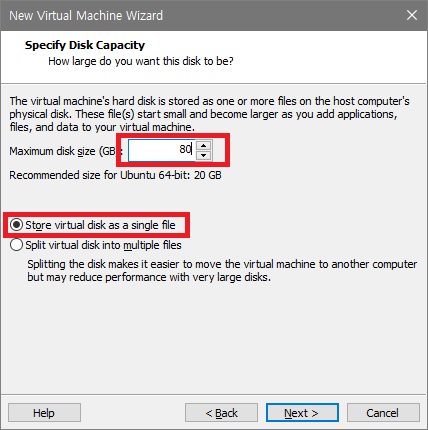 New Virtual Machine Wizard
Specify Disk Capacity
How large do you want this disk to be?
The virtual machine's hard disk is stored as one or more files on the host computer's
physical disk. These file(s) start small and become larger as you add applications,
files, and data to your virtual machine.
Maximum disk size (GB): 80
Recommended size for Ubuntu 64-bit: 20 GB
Store virtual disk as a single file
Split virtual disk into multiple files
Splitting the disk makes it easier to move the virtual machine to another computer
but may reduce performance with very large disks.
Help < Back Next > Cancel